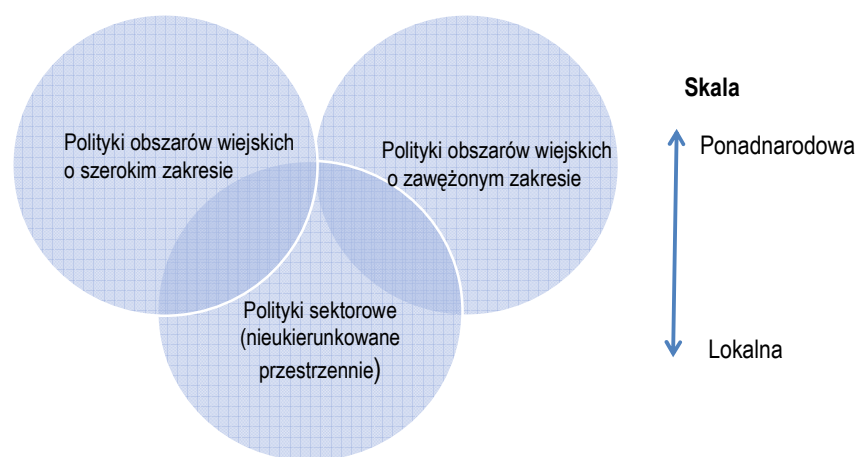 Polityki obszarów wiejskich
o szerokim zakresie
Polityki obszarów wiejskich
o zawężonym zakresie
Polityki sektorowe
(nieukierunkowane
przestrzennie)
Skala
Ponadnarodowa
Lokalna